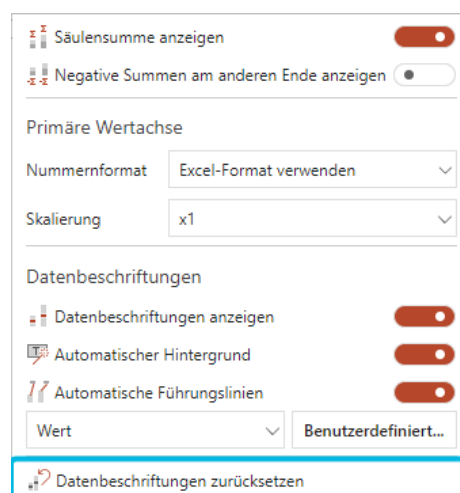 Säulensumme anzeigen
Negative Summen am anderen Ende anzeigen
Primäre Wertachse
Nummernformat Excel-Format verwenden
Skalierung x1
Datenbeschriftungen
Datenbeschriftungen anzeigen
Automatischer Hintergrund
Automatische Führungslinien
Wert Benutzerdefiniert...
Datenbeschriftungen zurücksetzen